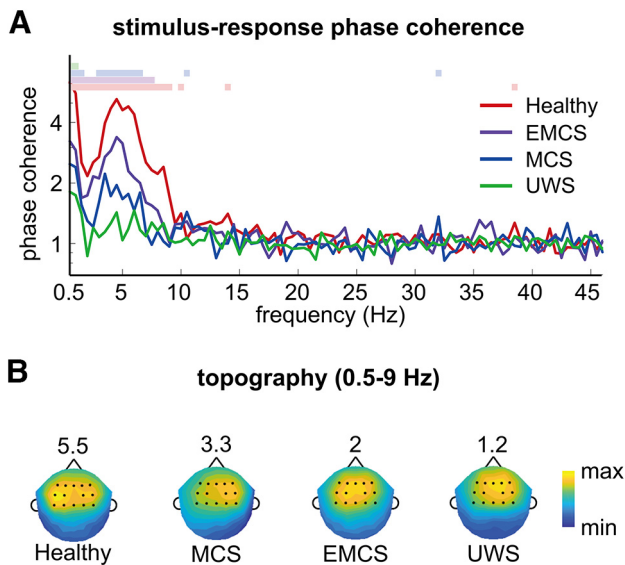 A
stimulus-response phase coherence
phase coherence
4
2
1
Healthy
EMCS
MCS
UWS
0.5 5 10 15 20 25 30 35 40 45
frequency (Hz)
B
topography (0.5-9 Hz)
5.5 3.3 2 1.2
Healthy MCS EMCS UWS
max
min